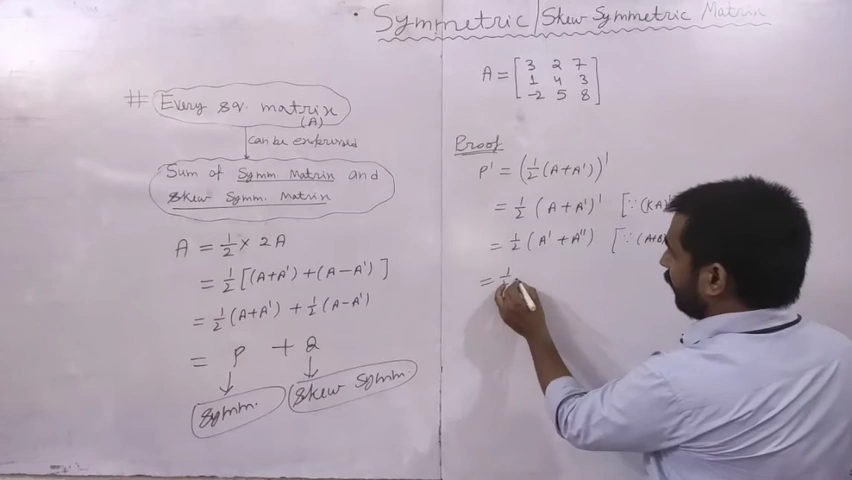 Symmetric/Skew Symmetric Matrix
# Every sq. matrix
(A)
can be expressed
Sum of Symm. Matrix and
Skew Symm. Matrix
A = 1/2 × 2A
= 1/2 [(A+A') + (A-A')]
= 1/2 (A+A') + 1/2 (A-A')
= P + Q
Symm. Skew Symm.
A = [3 2 7
1 4 3
-2 5 8]
Proof
P' = (1/2 (A+A'))'
= 1/2 (A+A')' [∵ (KA)'
= 1/2 (A' + A'') [∵ (A+B)
= 1/2